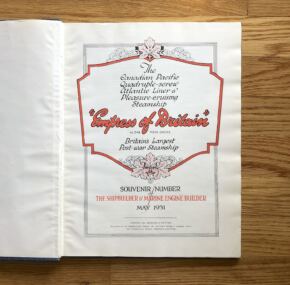 The
Canadian Pacific
Quadruple-screw
Atlantic Liner &
Pleasure-cruising
Steamship
"Empress of Britain"
Britain's Largest
Post-war Steamship
SOUVENIR NUMBER
of
THE SHIPBUILDER & MARINE ENGINE-BUILDER
MAY 1931